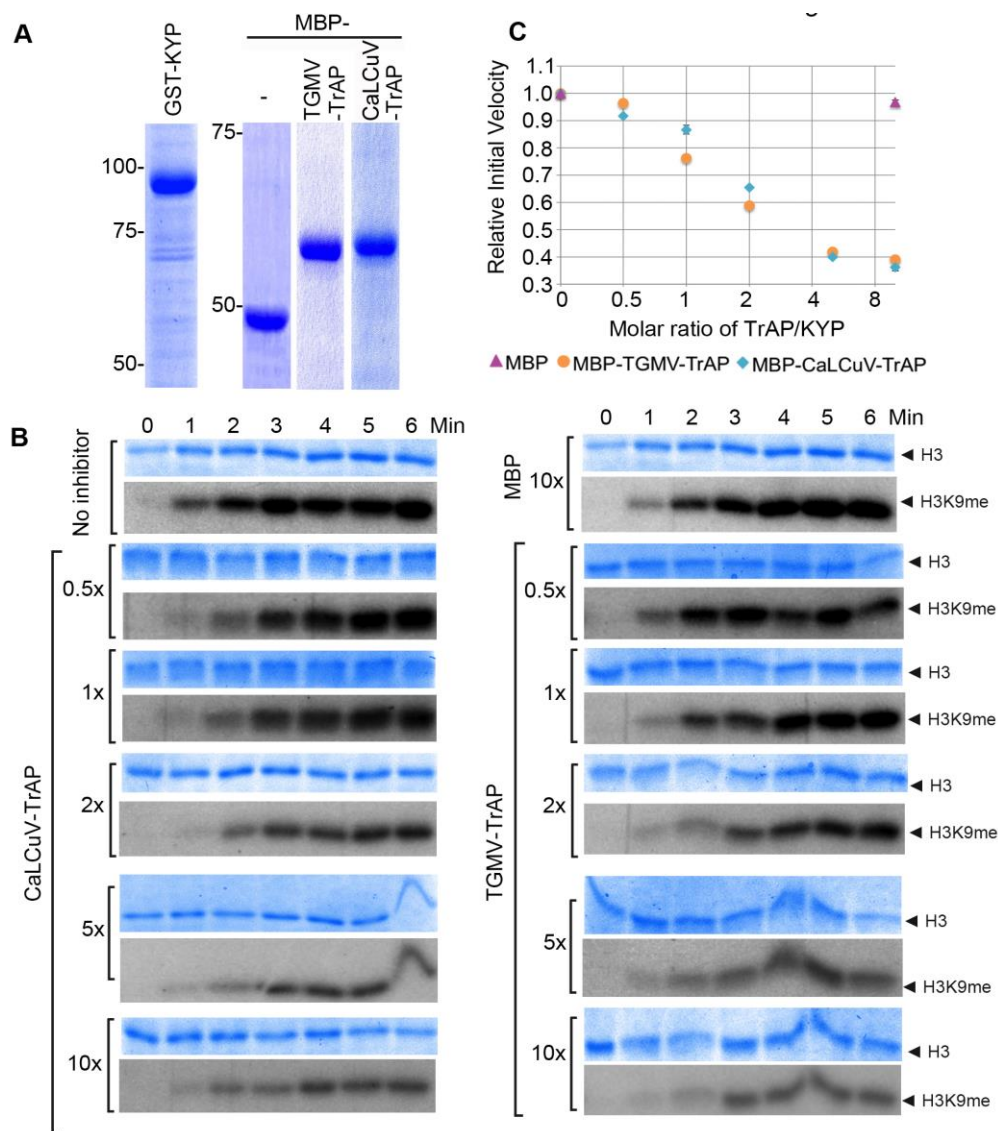 A
GST-KYP
100-
75-
50-
MBP-
-
TGMV
-TrAP
CaLCuV
-TrAP
75-
50-
C
Relative Initial Velocity
1.1
1.0
0.9
0.8
0.7
0.6
0.5
0.4
0.3
0 0.5 1 2 4 8
Molar ratio of TrAP/KYP
MBP MBP-TGMV-TrAP MBP-CaLCuV-TrAP
B
0 1 2 3 4 5 6 Min
No inhibitor
CaLCuV-TrAP
0.5x
1x
2x
5x
10x
0 1 2 3 4 5 6 Min
MBP
10x
H3
H3K9me
TGMV-TrAP
0.5x
H3
H3K9me
1x
H3
H3K9me
2x
H3
H3K9me
5x
H3
H3K9me
10x
H3
H3K9me